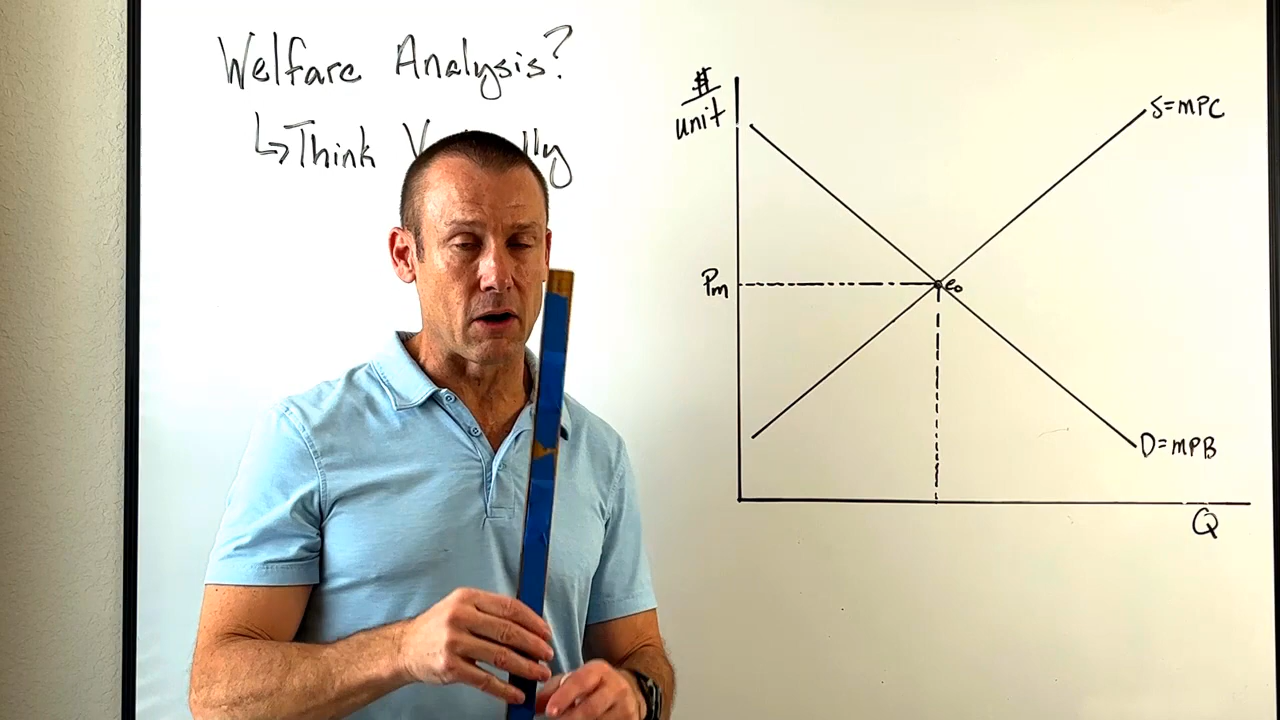 Welfare Analysis?
↳Think
$/unit
S=MPC
Pm
e₀
D=MPB
Q